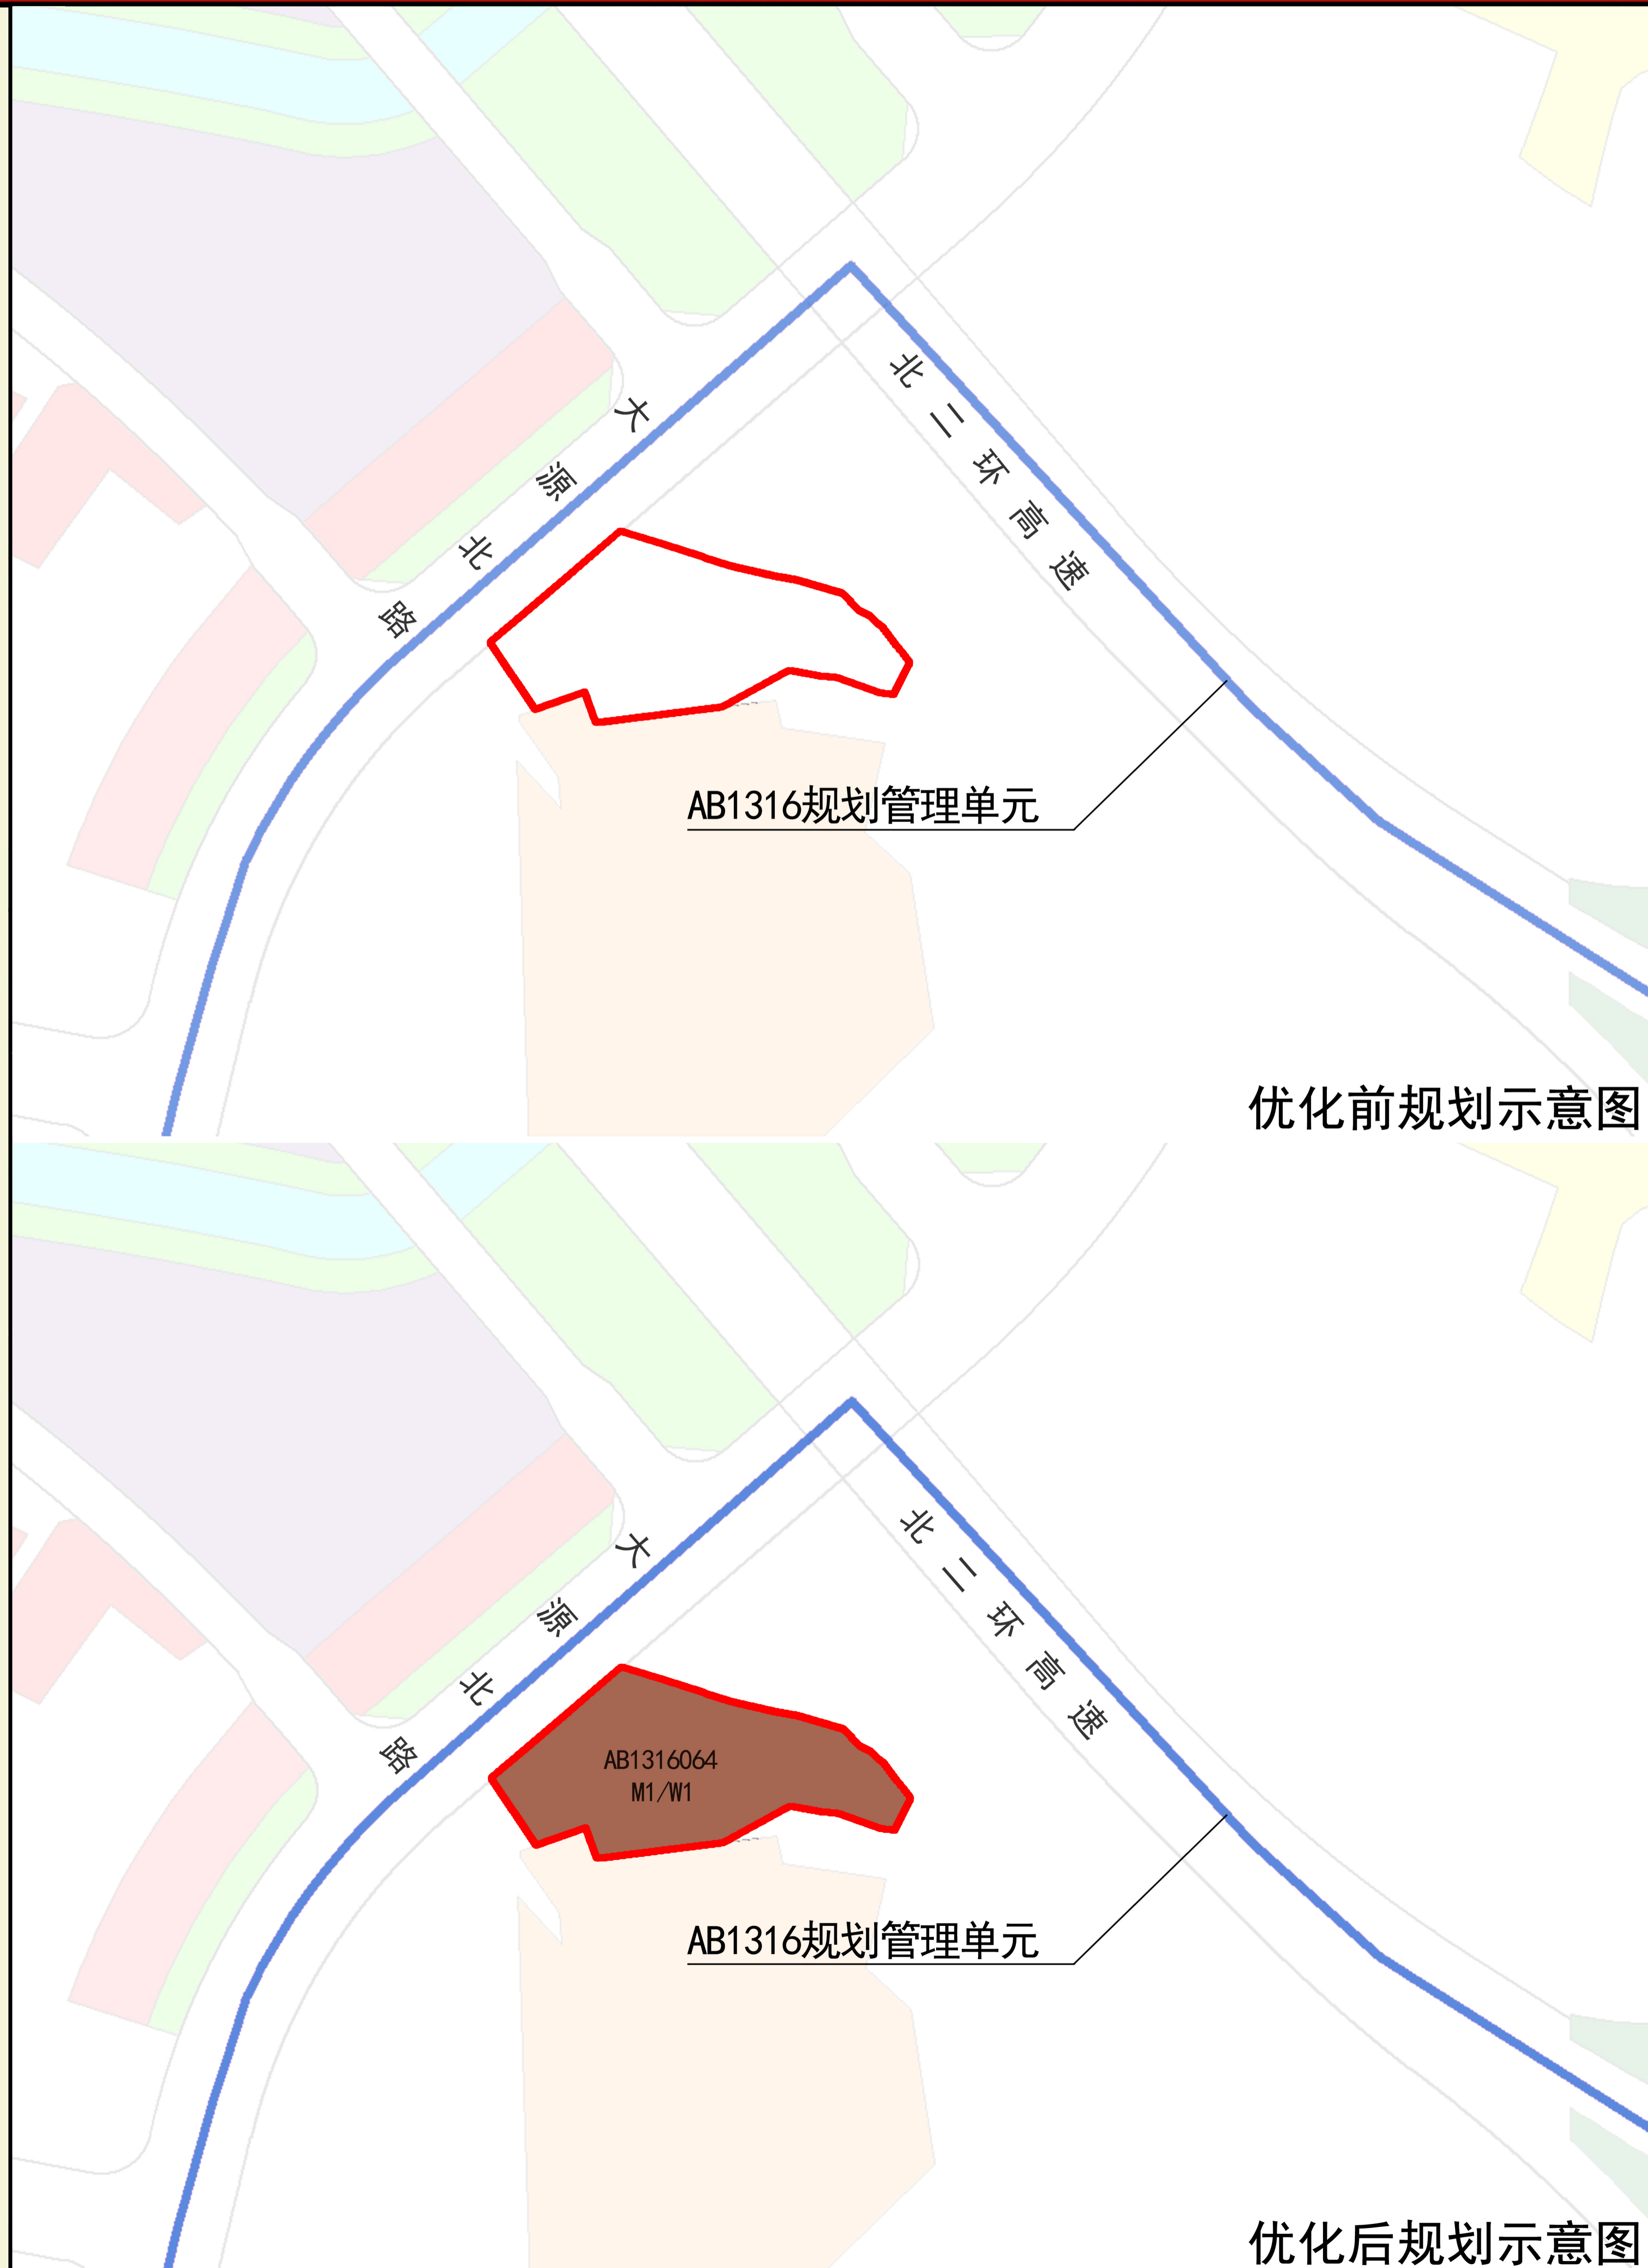 大源北路
北二环高速
AB1316规划管理单元
优化前规划示意图
大源北路
北二环高速
AB1316064
M1/W1
AB1316规划管理单元
优化后规划示意图